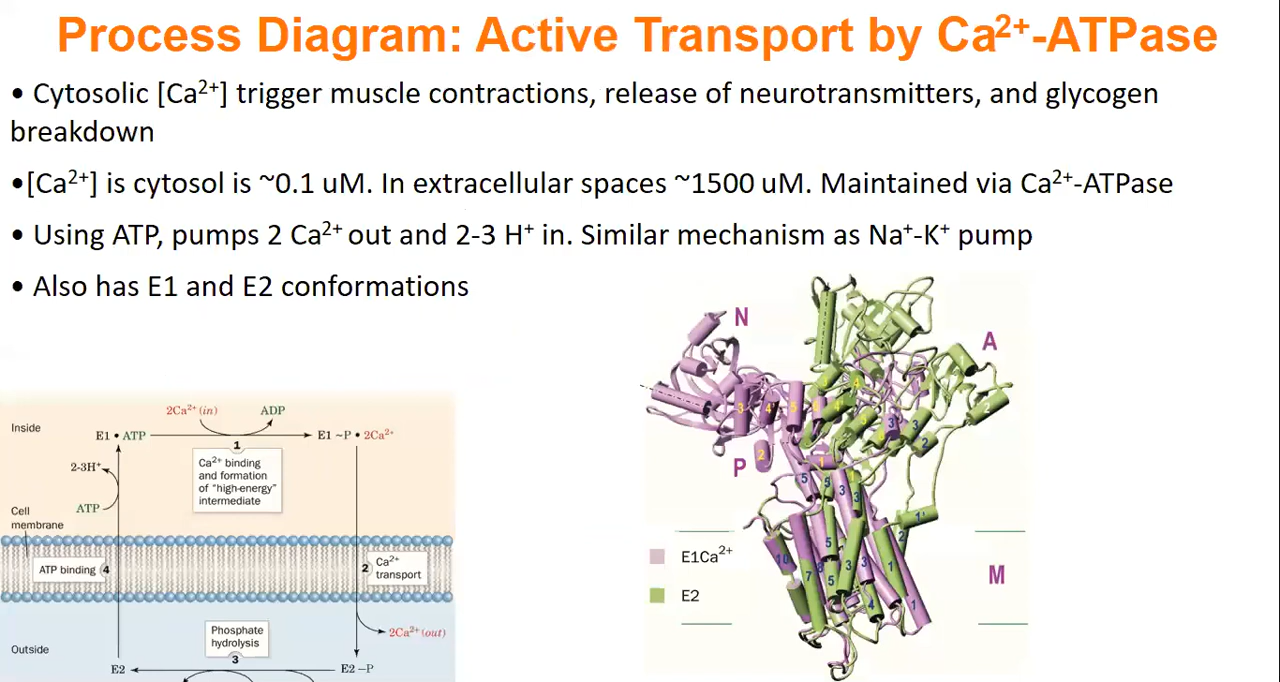 Process Diagram: Active Transport by Ca²⁺-ATPase
• Cytosolic [Ca²⁺] trigger muscle contractions, release of neurotransmitters, and glycogen
breakdown
•[Ca²⁺] is cytosol is ~0.1 uM. In extracellular spaces ~1500 uM. Maintained via Ca²⁺-ATPase
• Using ATP, pumps 2 Ca²⁺ out and 2-3 H⁺ in. Similar mechanism as Na⁺-K⁺ pump
• Also has E1 and E2 conformations
N
A
P
M
E1Ca²⁺
E2
2Ca²⁺(in)
ADP
Inside
E1 • ATP
E1 ~P • 2Ca²⁺
1
Ca²⁺ binding
and formation
of "high-energy"
intermediate
2-3H⁺
ATP
Cell
membrane
ATP binding 4
2 Ca²⁺
transport
2Ca²⁺(out)
Phosphate
hydrolysis
3
Outside
E2
E2 –P